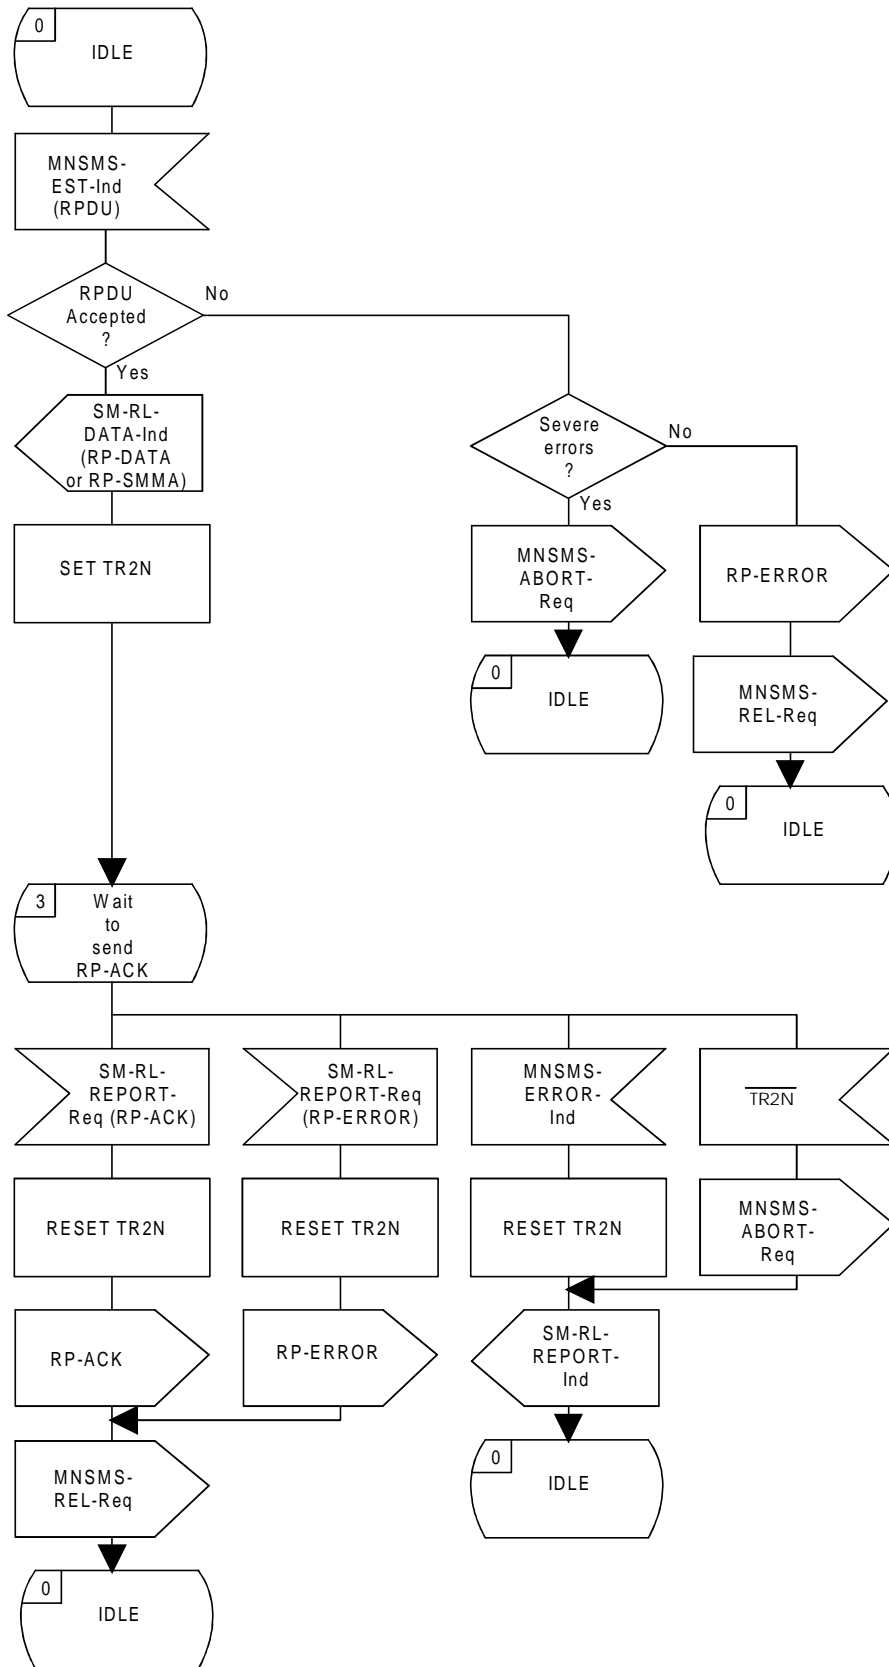 0
IDLE
MNSMS-
EST-Ind
(RPDU)
RPDU
Accepted
?
No
Yes
SM-RL-
DATA-Ind
(RP-DATA
or RP-SMMA)
Severe
errors
?
No
Yes
SET TR2N
MNSMS-
ABORT-
Req
RP-ERROR
0
IDLE
MNSMS-
REL-Req
0
IDLE
3
Wait
to
send
RP-ACK
SM-RL-
REPORT-
Req (RP-ACK)
SM-RL-
REPORT-Req
(RP-ERROR)
MNSMS-
ERROR-
Ind
TR2N
RESET TR2N
RESET TR2N
RESET TR2N
MNSMS-
ABORT-
Req
RP-ACK
RP-ERROR
SM-RL-
REPORT-
Ind
MNSMS-
REL-Req
0
IDLE
0
IDLE